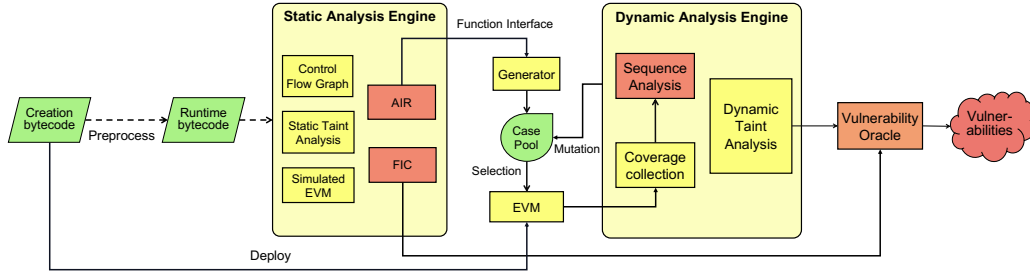 Static Analysis Engine
Function Interface
Dynamic Analysis Engine
Control
Flow Graph
AIR
Generator
Sequence
Analysis
Dynamic
Taint
Analysis
Creation
bytecode
Preprocess
Runtime
bytecode
Static Taint
Analysis
Case
Pool
Mutation
Vulnerability
Oracle
Vulner-
abilities
FIC
Selection
Coverage
collection
Simulated
EVM
EVM
Deploy